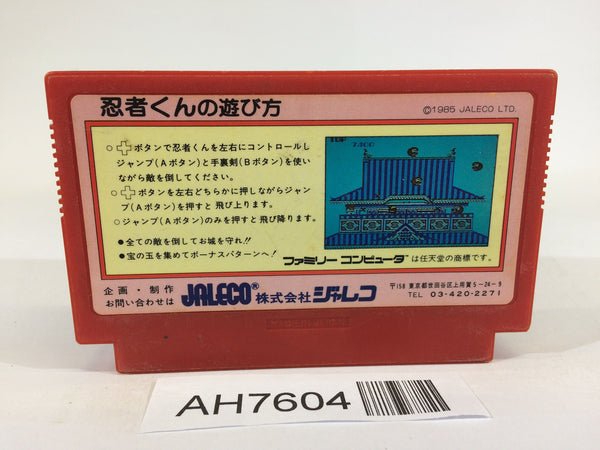 忍者くんの遊び方
©1985 JALECO LTD.
○✚ボタンで忍者くんを左右にコントロールし
ジャンプ(Aボタン)と手裏剣(Bボタン)を使い
ながら敵を倒してください。
○✚ボタンを左右どちらかに押しながらジャン
プ(Aボタン)を押すと飛び上ります。
○ジャンプ(Aボタン)のみを押すと飛び降ります。
●全ての敵を倒してお城を守れ!!
●宝の玉を集めてボーナスパターンへ!
TOP
7300
ファミリー コンピュータ は任天堂の商標です。
企画・制作
お問い合わせは
JALECO® 株式会社 ジャレコ
〒158 東京都世田谷区上用賀5-24-9
TEL 03-420-2271
AH7604